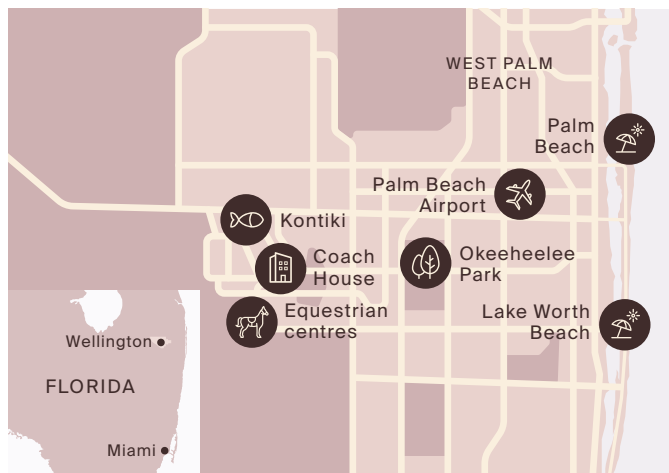 WEST PALM
BEACH
Palm
Beach
Palm Beach
Airport
Kontiki
Coach
House
Okeeheelee
Park
Equestrian
centres
Lake Worth
Beach
Wellington
FLORIDA
Miami